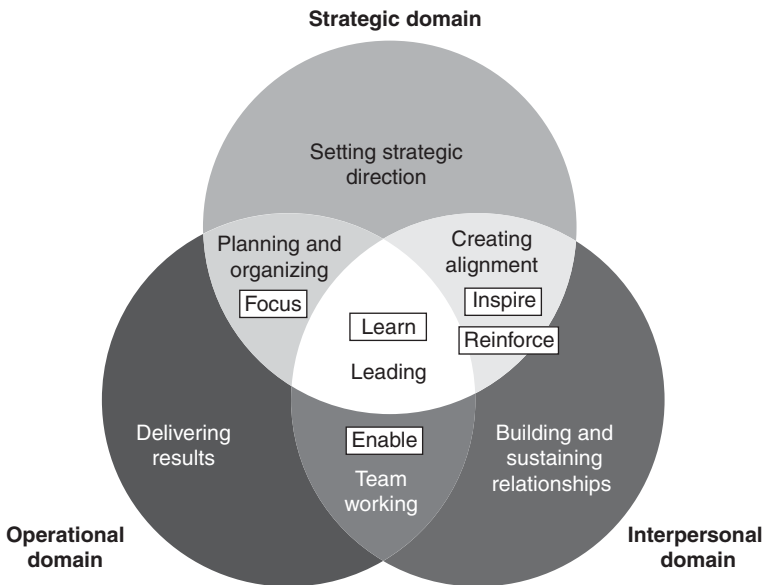 Strategic domain
Setting strategic
direction
Planning and
organizing
Focus
Creating
alignment
Inspire
Reinforce
Learn
Leading
Delivering
results
Enable
Team
working
Building and
sustaining
relationships
Operational
domain
Interpersonal
domain